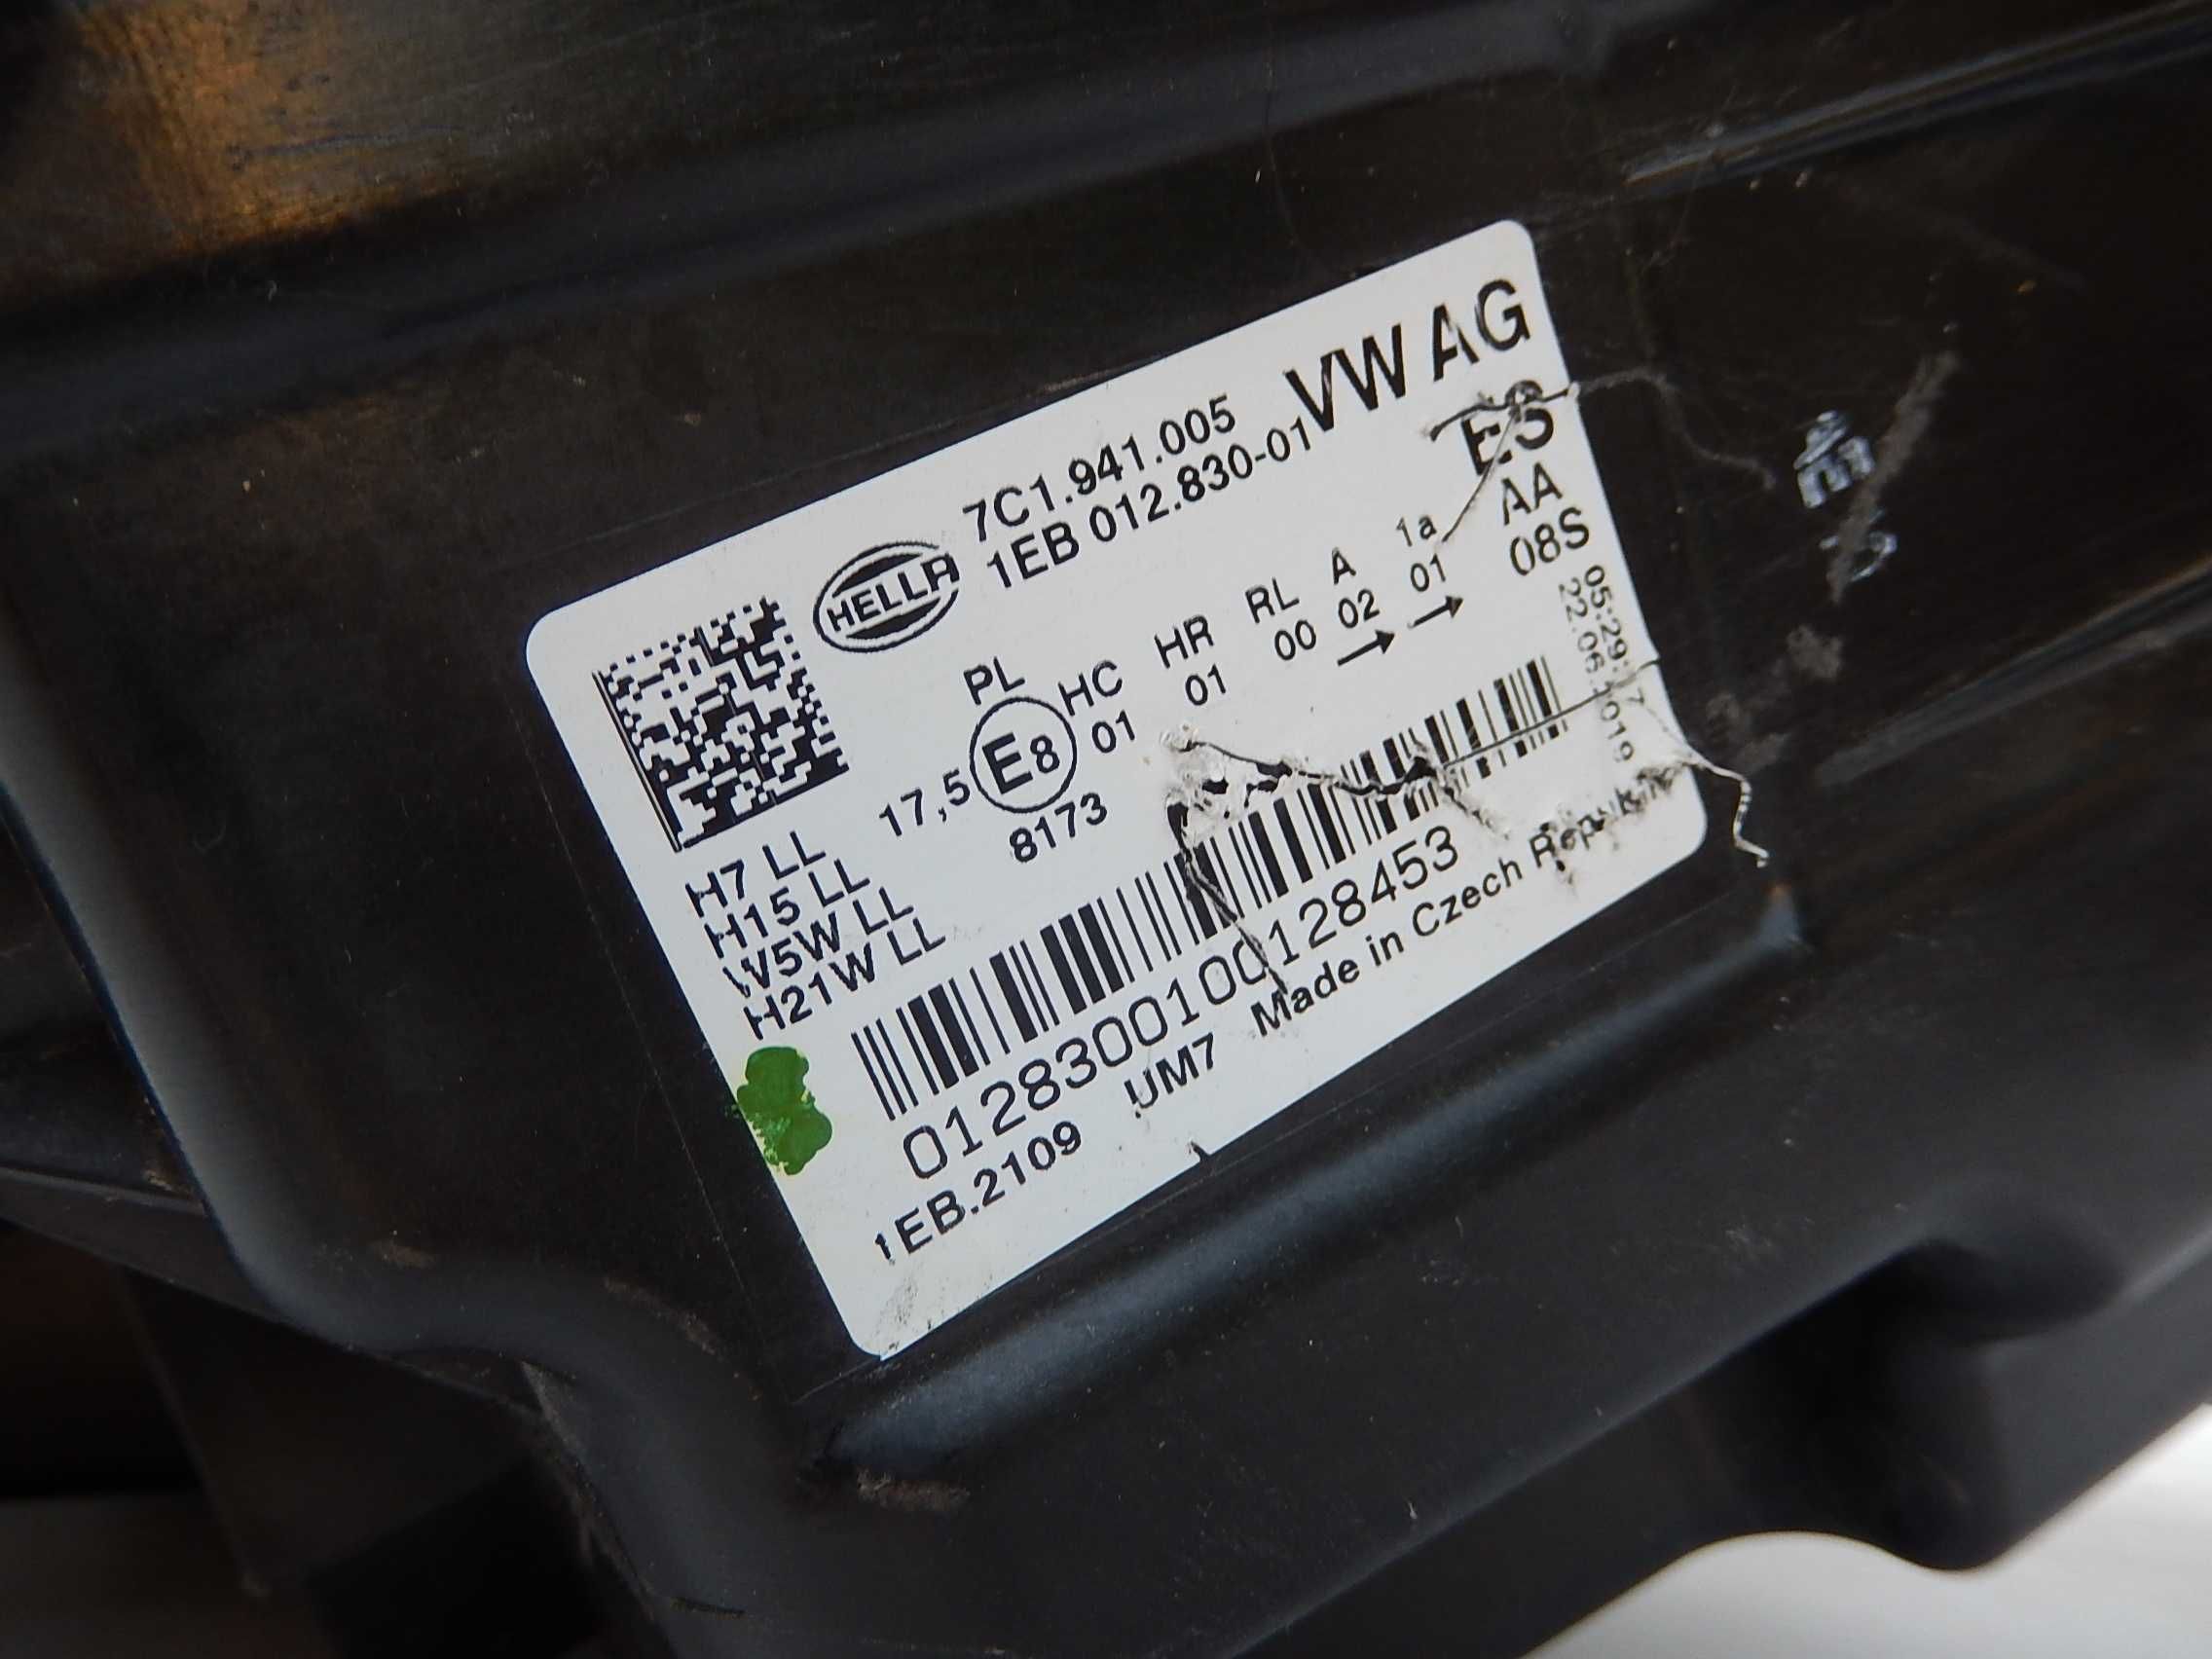 HELLA
7C1.941.005
1EB 012.830-01
VW AG
AA
08S
PL
17,5 E8 HC HR RL A 1a
01 01 00 02 01
→ →
8173
H7 LL
H15 LL
W5W LL
H21W LL
01283001000128453
1EB.2109 UM7 Made in Czech Republic